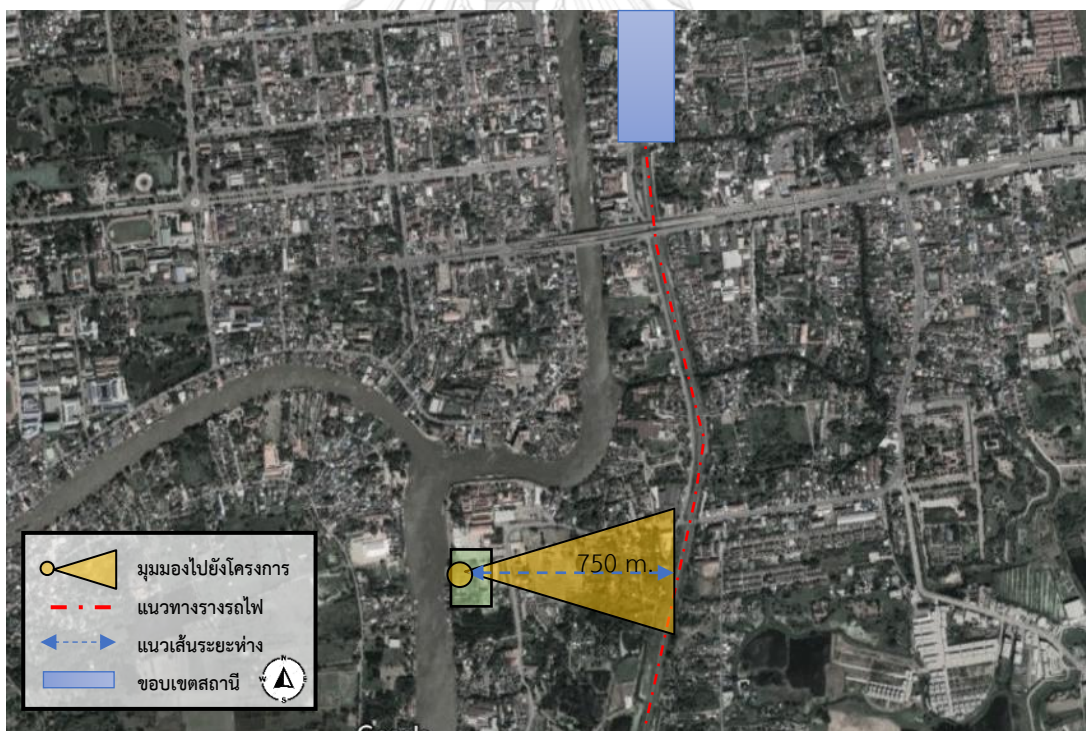 750 m.
มุมมองไปยังโครงการ
แนวทางรางรถไฟ
แนวเส้นระยะห่าง
ขอบเขตสถานี
N
W E
S